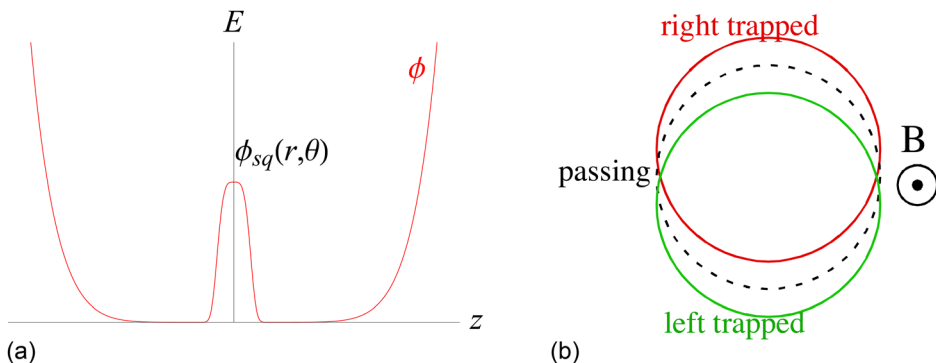 E
ϕ
ϕsq(r,θ)
z
(a)
right trapped
B
passing
left trapped
(b)